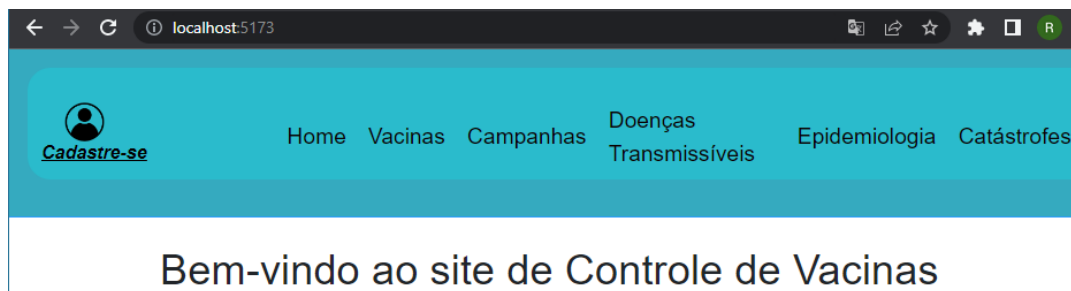 localhost:5173
R
Cadastre-se
Home Vacinas Campanhas Doenças Transmissíveis Epidemiologia Catástrofes
Bem-vindo ao site de Controle de Vacinas